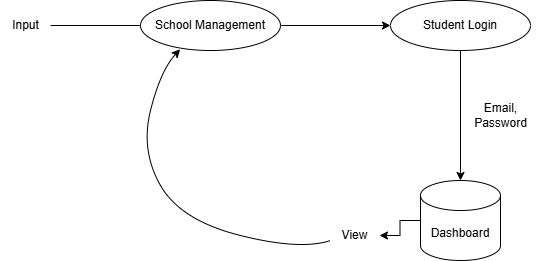 Input
School Management
Student Login
Email,
Password
Dashboard
View